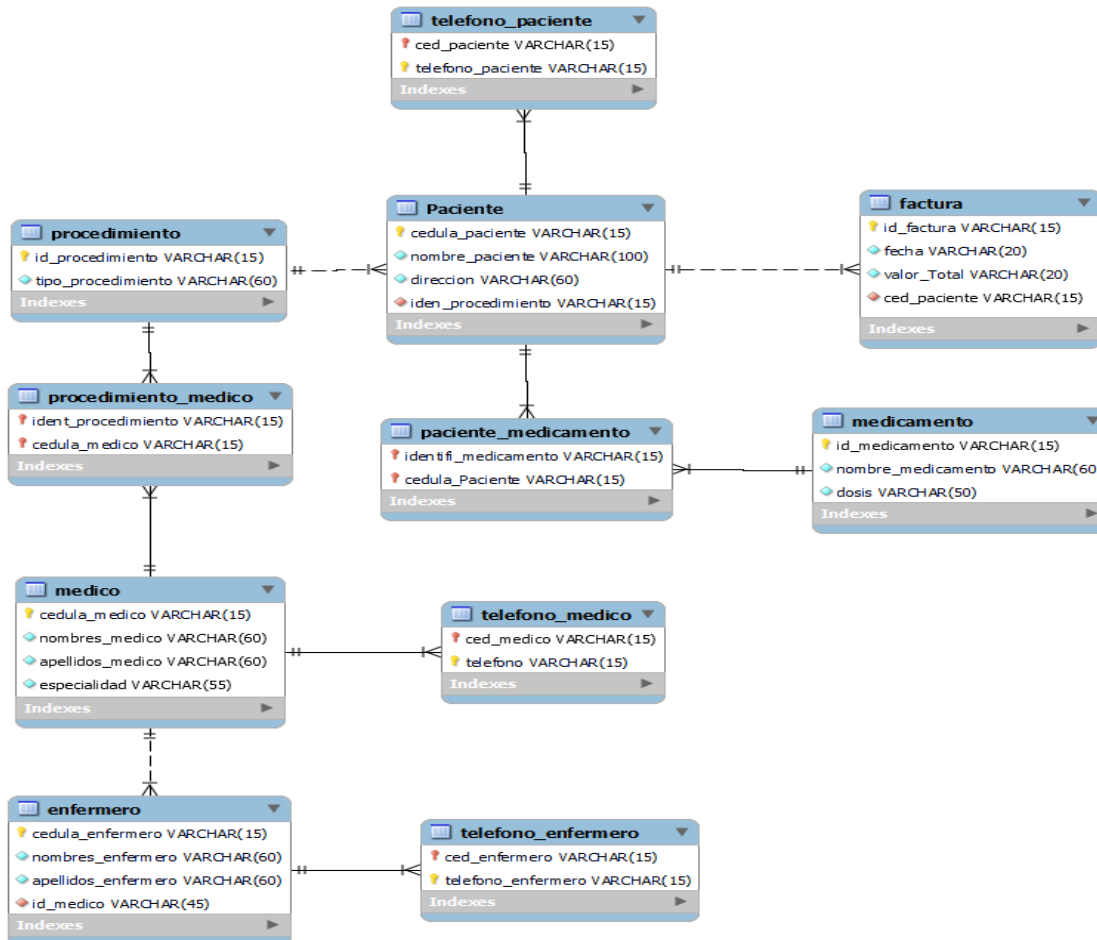 telefono_paciente
ced_paciente VARCHAR(15)
telefono_paciente VARCHAR(15)
Indexes
Paciente
cedula_paciente VARCHAR(15)
nombre_paciente VARCHAR(100)
direccion VARCHAR(60)
iden_procedimiento VARCHAR(15)
Indexes
factura
id_factura VARCHAR(15)
fecha VARCHAR(20)
valor_Total VARCHAR(20)
ced_paciente VARCHAR(15)
Indexes
procedimiento
id_procedimiento VARCHAR(15)
tipo_procedimiento VARCHAR(60)
Indexes
procedimiento_medico
ident_procedimiento VARCHAR(15)
cedula_medico VARCHAR(15)
Indexes
paciente_medicamento
identifi_medicamento VARCHAR(15)
cedula_Paciente VARCHAR(15)
Indexes
medicamento
id_medicamento VARCHAR(15)
nombre_medicamento VARCHAR(60
dosis VARCHAR(50)
Indexes
medico
cedula_medico VARCHAR(15)
nombres_medico VARCHAR(60)
apellidos_medico VARCHAR(60)
especialidad VARCHAR(55)
Indexes
telefono_medico
ced_medico VARCHAR(15)
telefono VARCHAR(15)
Indexes
enfermero
cedula_enfermero VARCHAR(15)
nombres_enfermero VARCHAR(60)
apellidos_enfermero VARCHAR(60)
id_medico VARCHAR(45)
Indexes
telefono_enfermero
ced_enfermero VARCHAR(15)
telefono_enfermero VARCHAR(15)
Indexes